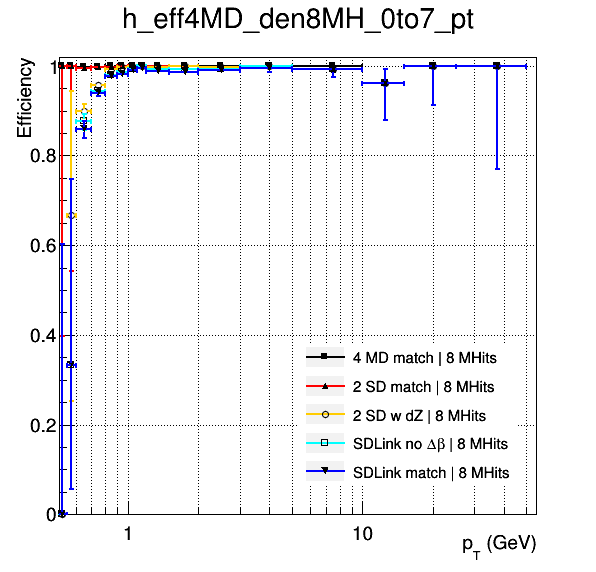 h_eff4MD_den8MH_0to7_pt
Efficiency
1
0.8
0.6
0.4
0.2
0
4 MD match | 8 MHits
2 SD match | 8 MHits
2 SD w dZ | 8 MHits
SDLink no Δβ | 8 MHits
SDLink match | 8 MHits
1
10
p_T (GeV)